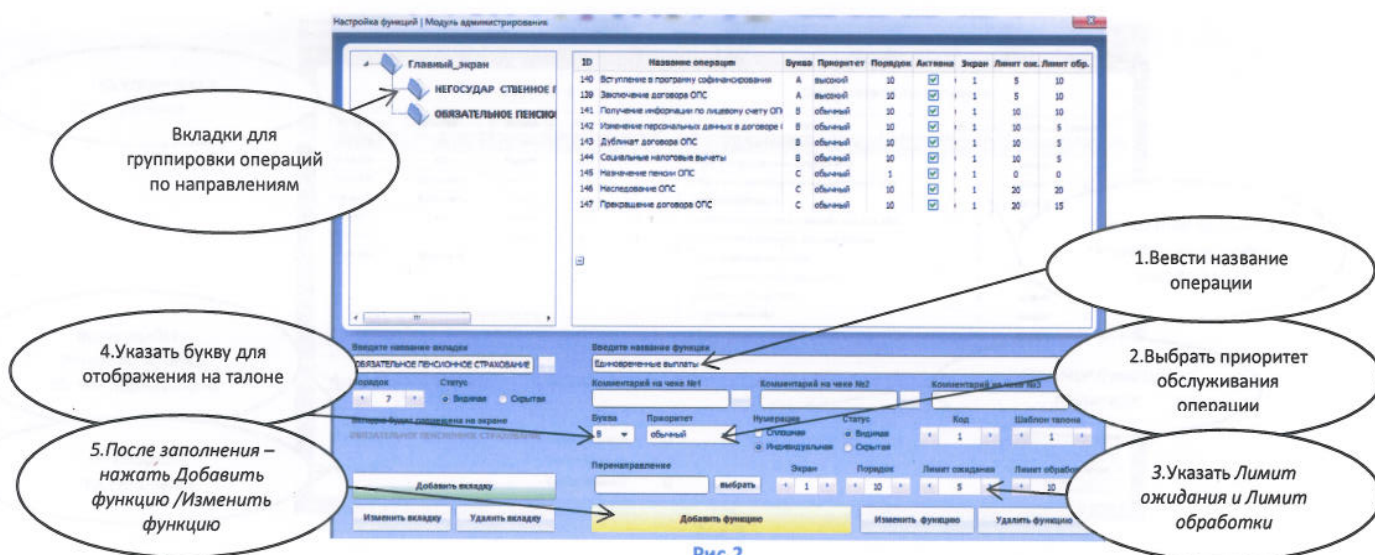 Настройка функций | Модуль администрирования
Главный_экран
НЕГОСУДАР СТВЕННОЕ П
ОБЯЗАТЕЛЬНОЕ ПЕНСИО
ID Название операции Буква Приоритет Порядок Активна Экран Лимит ож. Лимит обр.
140 Вступление в программу софинансирования А высокий 10 1 5 10
139 Заключение договора ОПС А высокий 10 1 5 10
141 Получение информации по лицевому счету ОП В обычный 10 1 10 10
142 Изменение персональных данных в договоре В обычный 10 1 10 5
143 Дубликат договора ОПС В обычный 10 1 10 5
144 Социальные налоговые вычеты В обычный 10 1 10 5
145 Назначение пенсии ОПС С обычный 1 1 0 0
146 Наследование ОПС С обычный 10 1 20 20
147 Прекращение договора ОПС С обычный 10 1 20 15
Вкладки для
группировки операций
по направлениям
1.Ввести название
операции
2.Выбрать приоритет
обслуживания
операции
3.Указать Лимит
ожидания и Лимит
обработки
4.Указать букву для
отображения на талоне
5.После заполнения –
нажать Добавить
функцию /Изменить
функцию
Введите название вкладки
ОБЯЗАТЕЛЬНОЕ ПЕНСИОННОЕ СТРАХОВАНИЕ
Порядок Статус
7 Видимая Скрытая
Вкладка будет размещена на экране
ОБЯЗАТЕЛЬНОЕ ПЕНСИОННОЕ СТРАХОВАНИЕ
Добавить вкладку
Изменить вкладку Удалить вкладку
Введите название функции
Единовременные выплаты
Комментарий на чеке №1 Комментарий на чеке №2 Комментарий на чеке №3
Буква Приоритет Нумерация Статус Код Шаблон талона
В обычный Сплошная Видимая 1 1
Индивидуальная Скрытая
Перенаправление Экран Порядок Лимит ожидания Лимит обработ
выбрать 1 10 5 10
Добавить функцию Изменить функцию Удалить функцию
Рис.2